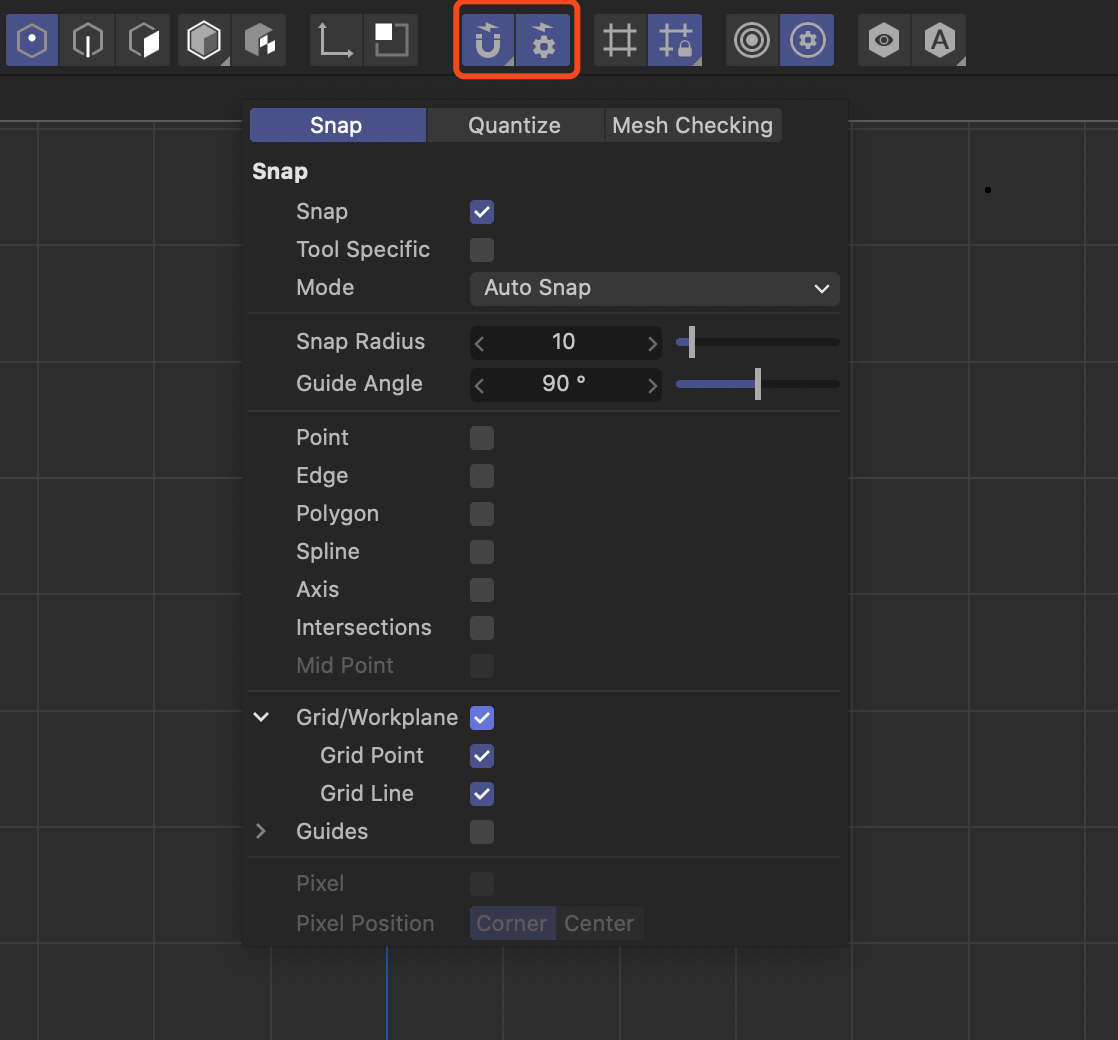 A
Snap Quantize Mesh Checking
Snap
Snap
Tool Specific
Mode Auto Snap
Snap Radius 10
Guide Angle 90 °
Point
Edge
Polygon
Spline
Axis
Intersections
Mid Point
Grid/Workplane
Grid Point
Grid Line
Guides
Pixel
Pixel Position Corner Center